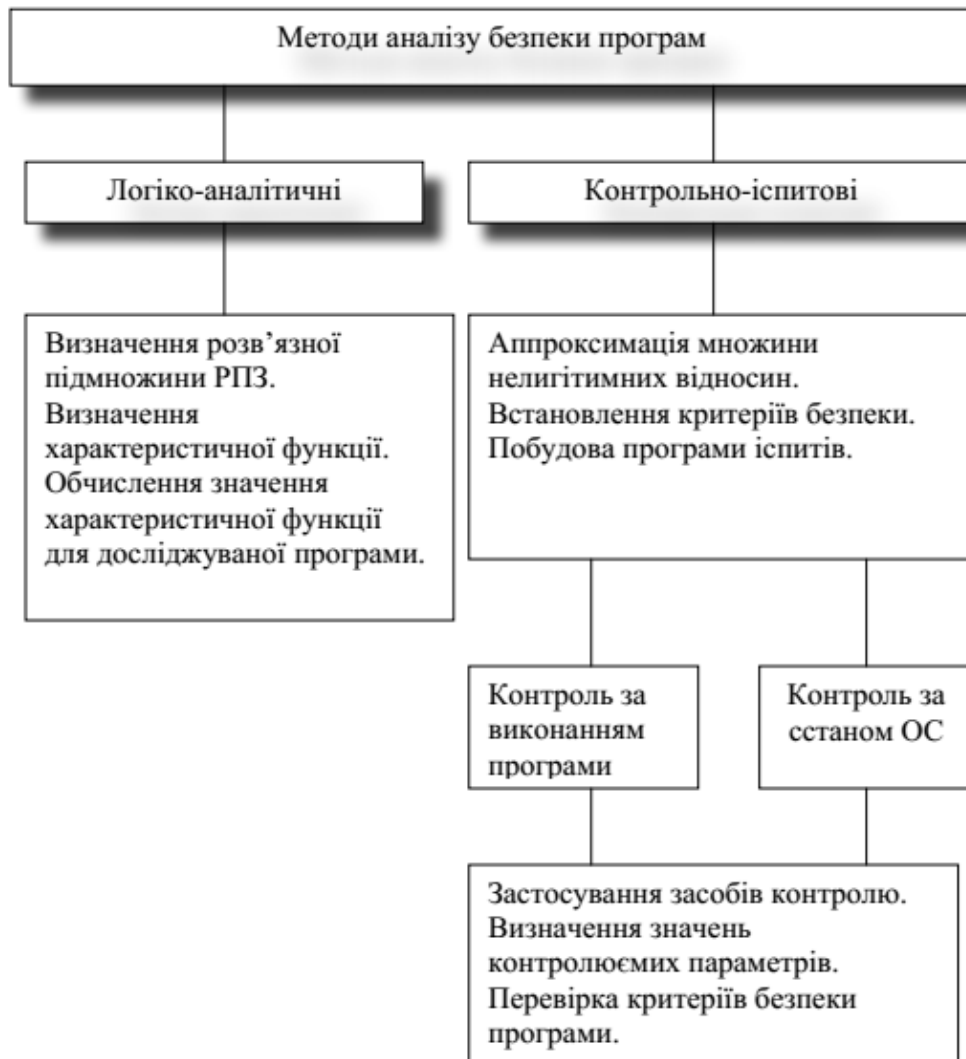 Методи аналізу безпеки програм
Логіко-аналітичні
Контрольно-іспитові
Визначення розв’язної
підмножини РПЗ.
Визначення
характеристичної функції.
Обчислення значення
характеристичної функції
для досліджуваної програми.
Аппроксимація множини
нелигітимних відносин.
Встановлення критеріїв безпеки.
Побудова програми іспитів.
Контроль за
виконанням
програми
Контроль за
сстаном ОС
Застосування засобів контролю.
Визначення значень
контролюємих параметрів.
Перевірка критеріїв безпеки
програми.